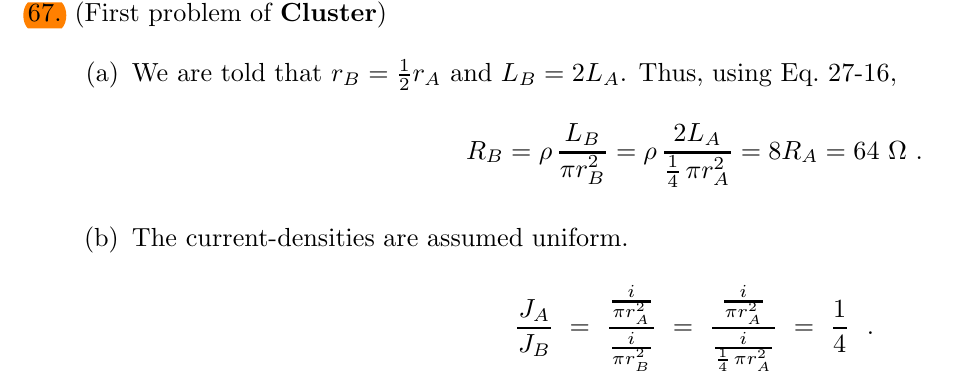 67. (First problem of Cluster)
(a) We are told that $r_B = \frac{1}{2} r_A$ and $L_B = 2L_A$. Thus, using Eq. 27-16,
$R_B = \rho \frac{L_B}{\pi r_B^2} = \rho \frac{2L_A}{\frac{1}{4} \pi r_A^2} = 8R_A = 64 \ \Omega$ .
(b) The current-densities are assumed uniform.
$\frac{J_A}{J_B} = \frac{\frac{i}{\pi r_A^2}}{\frac{i}{\pi r_B^2}} = \frac{\frac{i}{\pi r_A^2}}{\frac{i}{\frac{1}{4} \pi r_A^2}} = \frac{1}{4}$ .